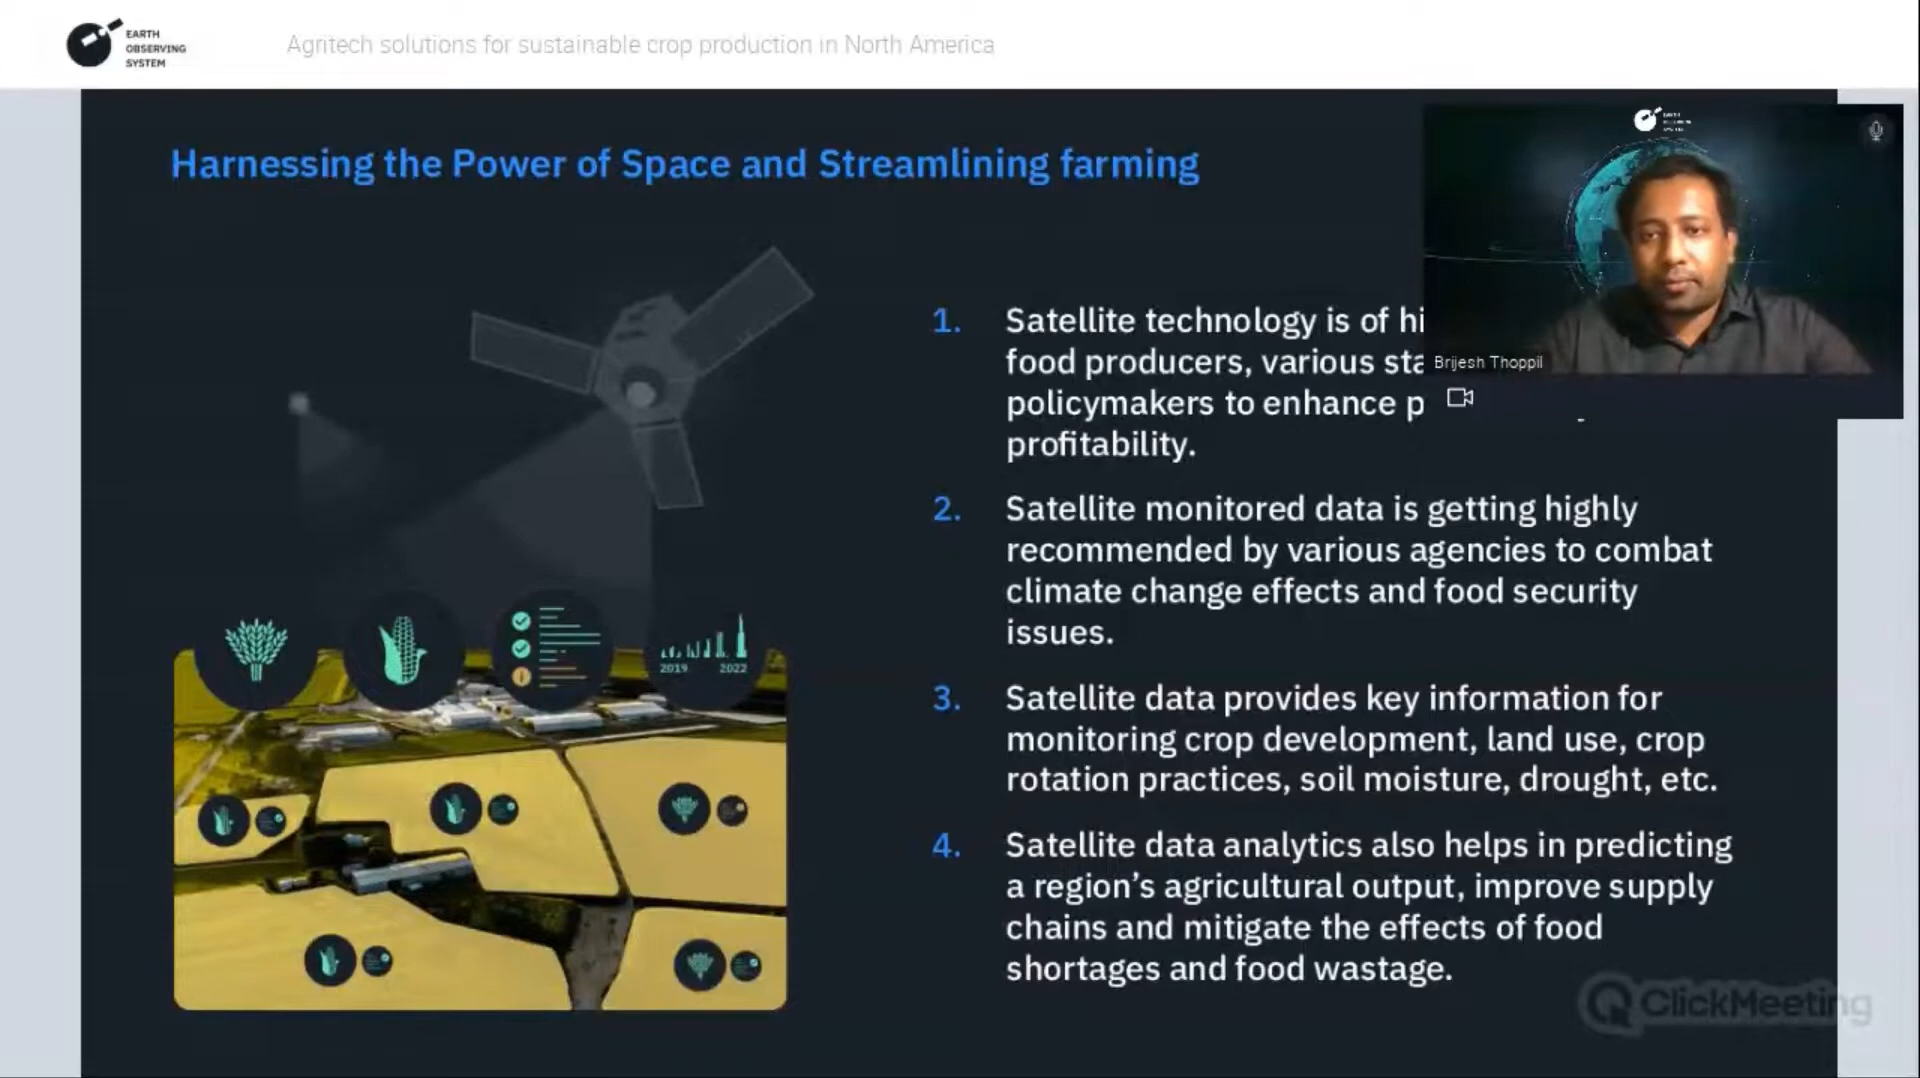 EARTH
OBSERVING
SYSTEM
Agritech solutions for sustainable crop production in North America
Harnessing the Power of Space and Streamlining farming
Brijesh Thoppil
1. Satellite technology is of
food producers, various
policymakers to enhance
profitability.
2. Satellite monitored data is getting highly
recommended by various agencies to combat
climate change effects and food security
issues.
3. Satellite data provides key information for
monitoring crop development, land use, crop
rotation practices, soil moisture, drought, etc.
4. Satellite data analytics also helps in predicting
a region’s agricultural output, improve supply
chains and mitigate the effects of food
shortages and food wastage.
2019 2022
ClickMeeting